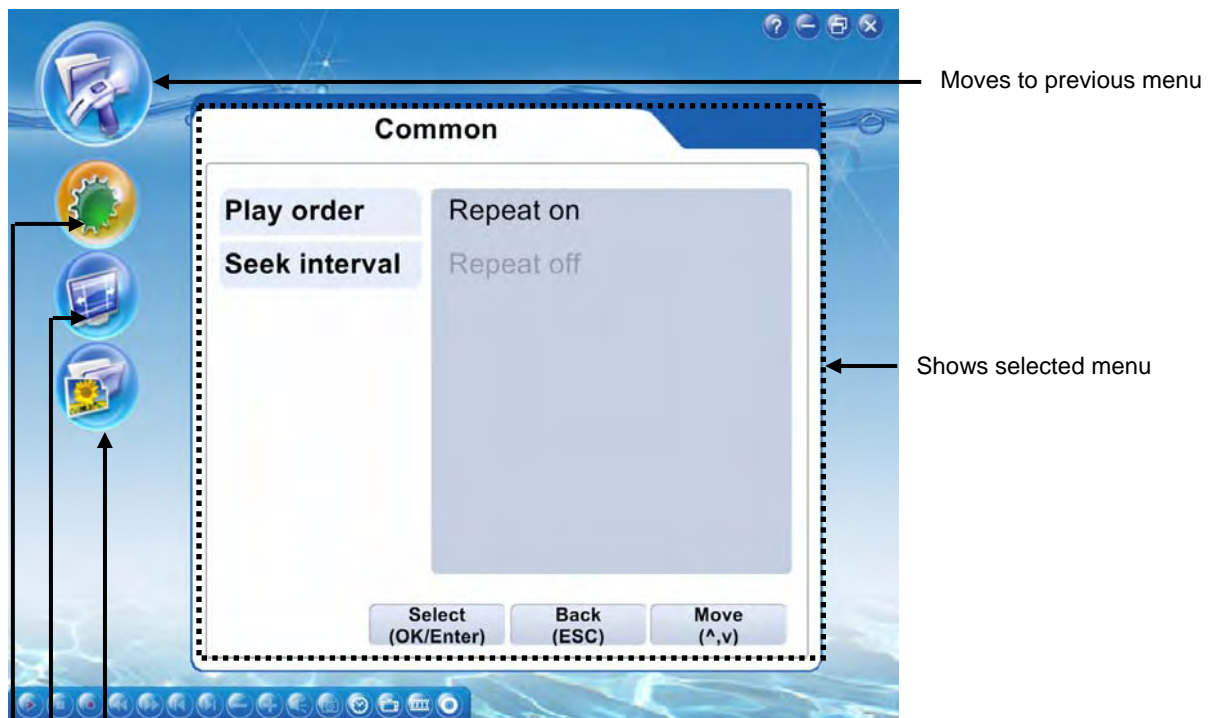 Moves to previous menu
Common
Play order
Repeat on
Seek interval
Repeat off
Shows selected menu
Select
(OK/Enter)
Back
(ESC)
Move
(^,v)